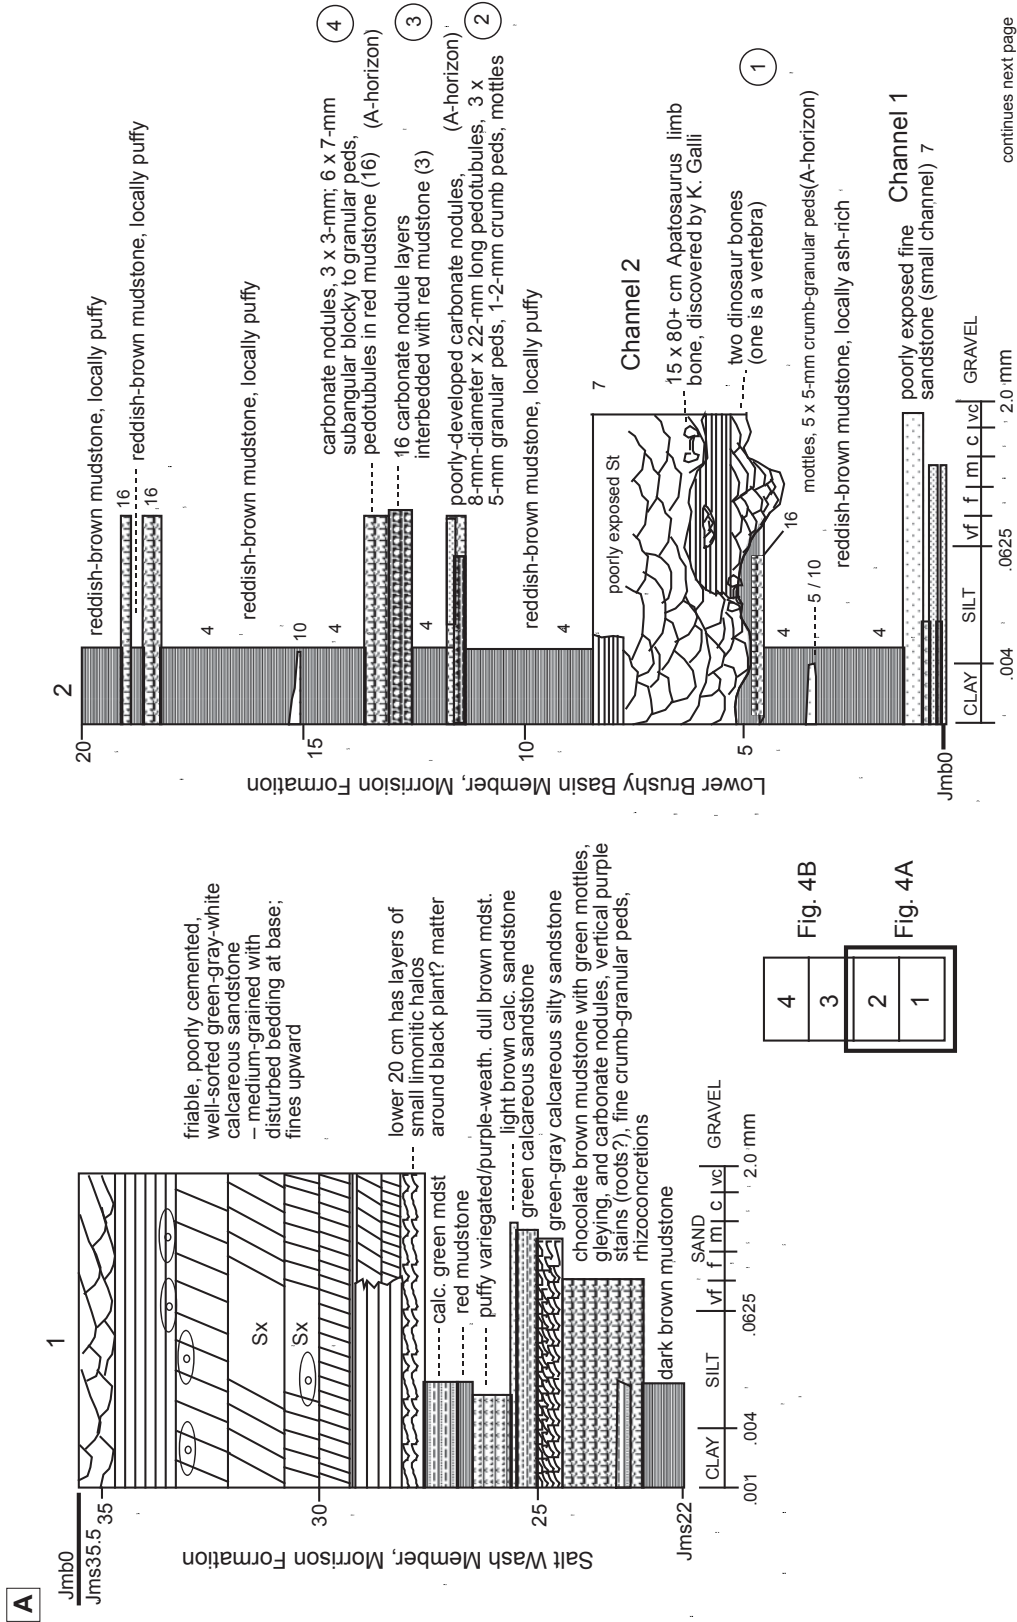 A
1
Jmb0
Jms35.5
35
30
25
Jms22
Salt Wash Member, Morrison Formation
Sx
Sx
friable, poorly cemented,
well-sorted green-gray-white
calcareous sandstone
– medium-grained with
disturbed bedding at base;
fines upward
lower 20 cm has layers of
small limonitic halos
around black plant? matter
calc. green mdst
red mudstone
puffy variegated/purple-weath. dull brown mdst.
light brown calc. sandstone
green calcareous sandstone
green-gray calcareous silty sandstone
chocolate brown mudstone with green mottles,
gleying, and carbonate nodules, vertical purple
stains (roots?), fine crumb-granular peds,
rhizoconcretions
dark brown mudstone
SAND
CLAY SILT vf f m c vc GRAVEL
.001 .004 .0625 2.0 mm
4
3
2
1
Fig. 4B
Fig. 4A
2
20
15
10
5
Jmb0
Lower Brushy Basin Member, Morrision Formation
reddish-brown mudstone, locally puffy
16
reddish-brown mudstone, locally puffy
16
4
reddish-brown mudstone, locally puffy
10
4
carbonate nodules, 3 x 3-mm; 6 x 7-mm
subangular blocky to granular peds,
pedotubules in red mudstone (16) (A-horizon)
4
16 carbonate nodule layers
interbedded with red mudstone (3)
3
4
(A-horizon)
poorly-developed carbonate nodules,
8-mm-diameter x 22-mm long pedotubules, 3 x
5-mm granular peds, 1-2-mm crumb peds, mottles
2
reddish-brown mudstone, locally puffy
4
7
poorly exposed St
Channel 2
15 x 80+ cm Apatosaurus limb
bone, discovered by K. Galli
two dinosaur bones
(one is a vertebra)
1
16
4
mottles, 5 x 5-mm crumb-granular peds(A-horizon)
5 / 10
reddish-brown mudstone, locally ash-rich
4
Channel 1
poorly exposed fine
sandstone (small channel) 7
CLAY SILT vf f m c vc GRAVEL
.004 .0625 2.0 mm
continues next page